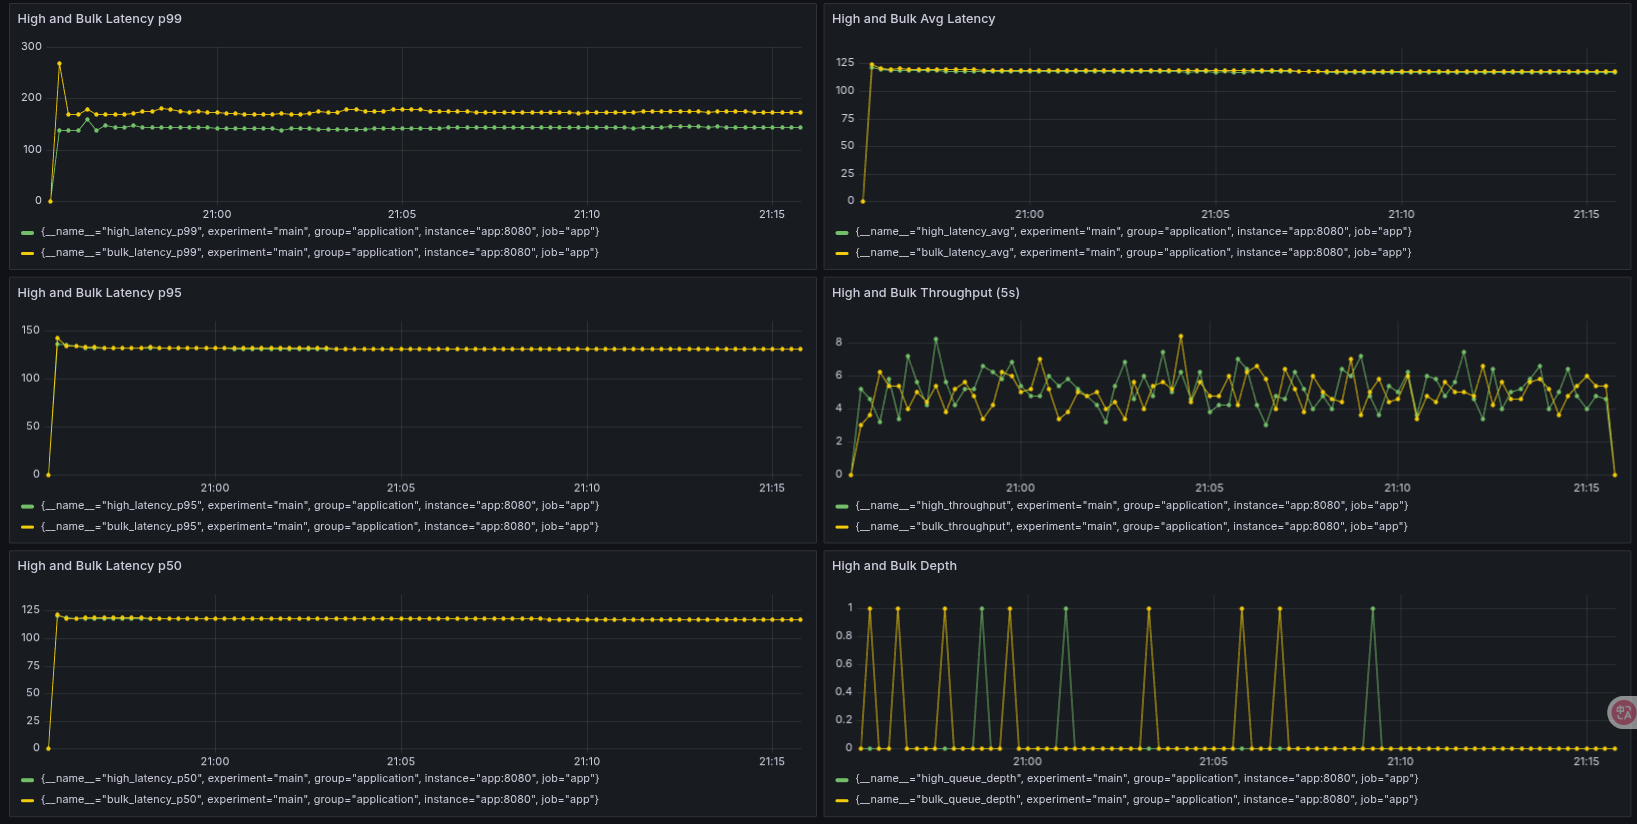 High and Bulk Latency p99
300
200
100
0
21:00 21:05 21:10 21:15
{__name__="high_latency_p99", experiment="main", group="application", instance="app:8080", job="app"}
{__name__="bulk_latency_p99", experiment="main", group="application", instance="app:8080", job="app"}
High and Bulk Avg Latency
125
100
75
50
25
0
21:00 21:05 21:10 21:15
{__name__="high_latency_avg", experiment="main", group="application", instance="app:8080", job="app"}
{__name__="bulk_latency_avg", experiment="main", group="application", instance="app:8080", job="app"}
High and Bulk Latency p95
150
100
50
0
21:00 21:05 21:10 21:15
{__name__="high_latency_p95", experiment="main", group="application", instance="app:8080", job="app"}
{__name__="bulk_latency_p95", experiment="main", group="application", instance="app:8080", job="app"}
High and Bulk Throughput (5s)
8
6
4
2
0
21:00 21:05 21:10 21:15
{__name__="high_throughput", experiment="main", group="application", instance="app:8080", job="app"}
{__name__="bulk_throughput", experiment="main", group="application", instance="app:8080", job="app"}
High and Bulk Latency p50
125
100
75
50
25
0
21:00 21:05 21:10 21:15
{__name__="high_latency_p50", experiment="main", group="application", instance="app:8080", job="app"}
{__name__="bulk_latency_p50", experiment="main", group="application", instance="app:8080", job="app"}
High and Bulk Depth
1
0.8
0.6
0.4
0.2
0
21:00 21:05 21:10 21:15
{__name__="high_queue_depth", experiment="main", group="application", instance="app:8080", job="app"}
{__name__="bulk_queue_depth", experiment="main", group="application", instance="app:8080", job="app"}
中
A